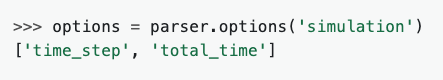 >>> options = parser.options('simulation')
['time_step', 'total_time']